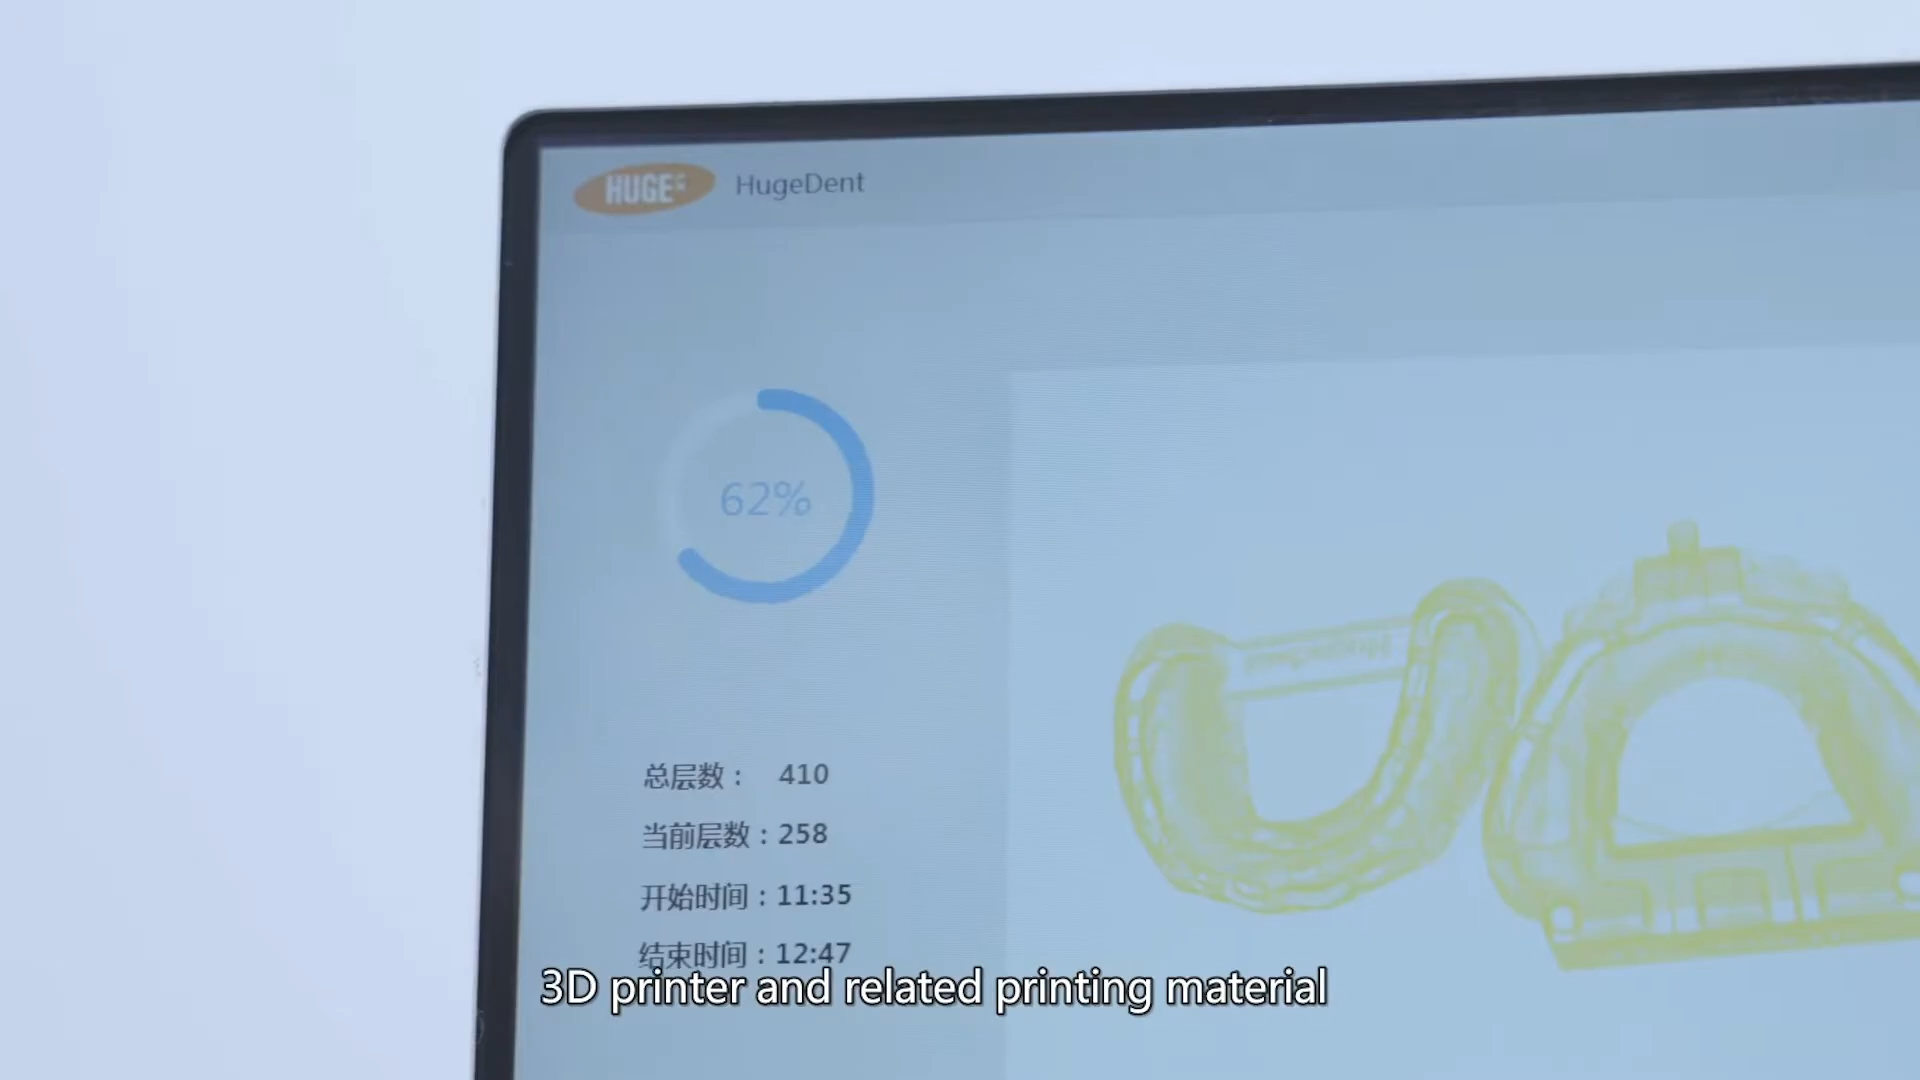 HUGE
HugeDent
62%
总层数： 410
当前层数：258
开始时间：11:35
结束时间：12:47
3D printer and related printing material